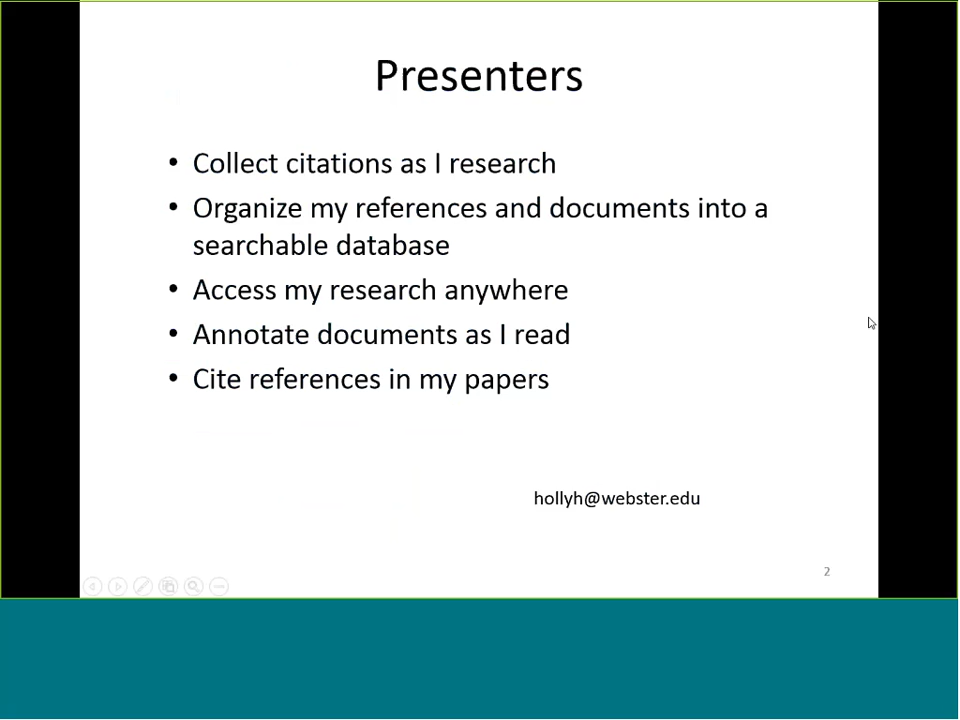 Presenters
• Collect citations as I research
• Organize my references and documents into a
searchable database
• Access my research anywhere
• Annotate documents as I read
• Cite references in my papers
hollyh@webster.edu
2